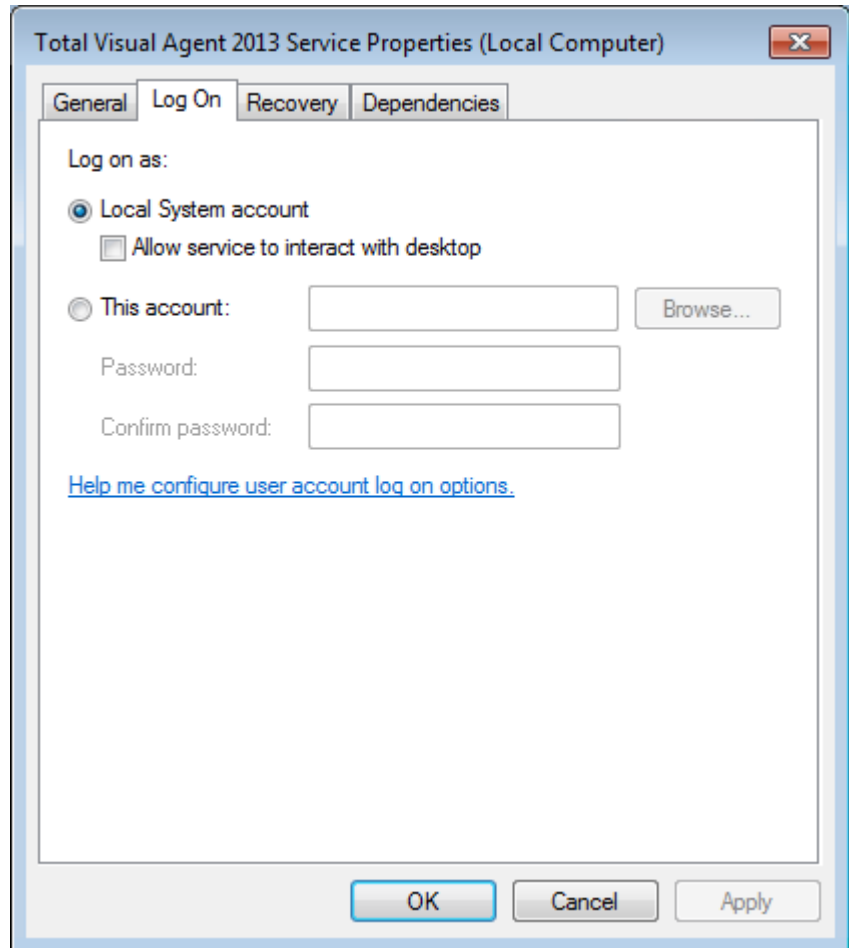 Total Visual Agent 2013 Service Properties (Local Computer)
General Log On Recovery Dependencies
Log on as:
Local System account
Allow service to interact with desktop
This account: Browse...
Password:
Confirm password:
Help me configure user account log on options.
OK Cancel Apply